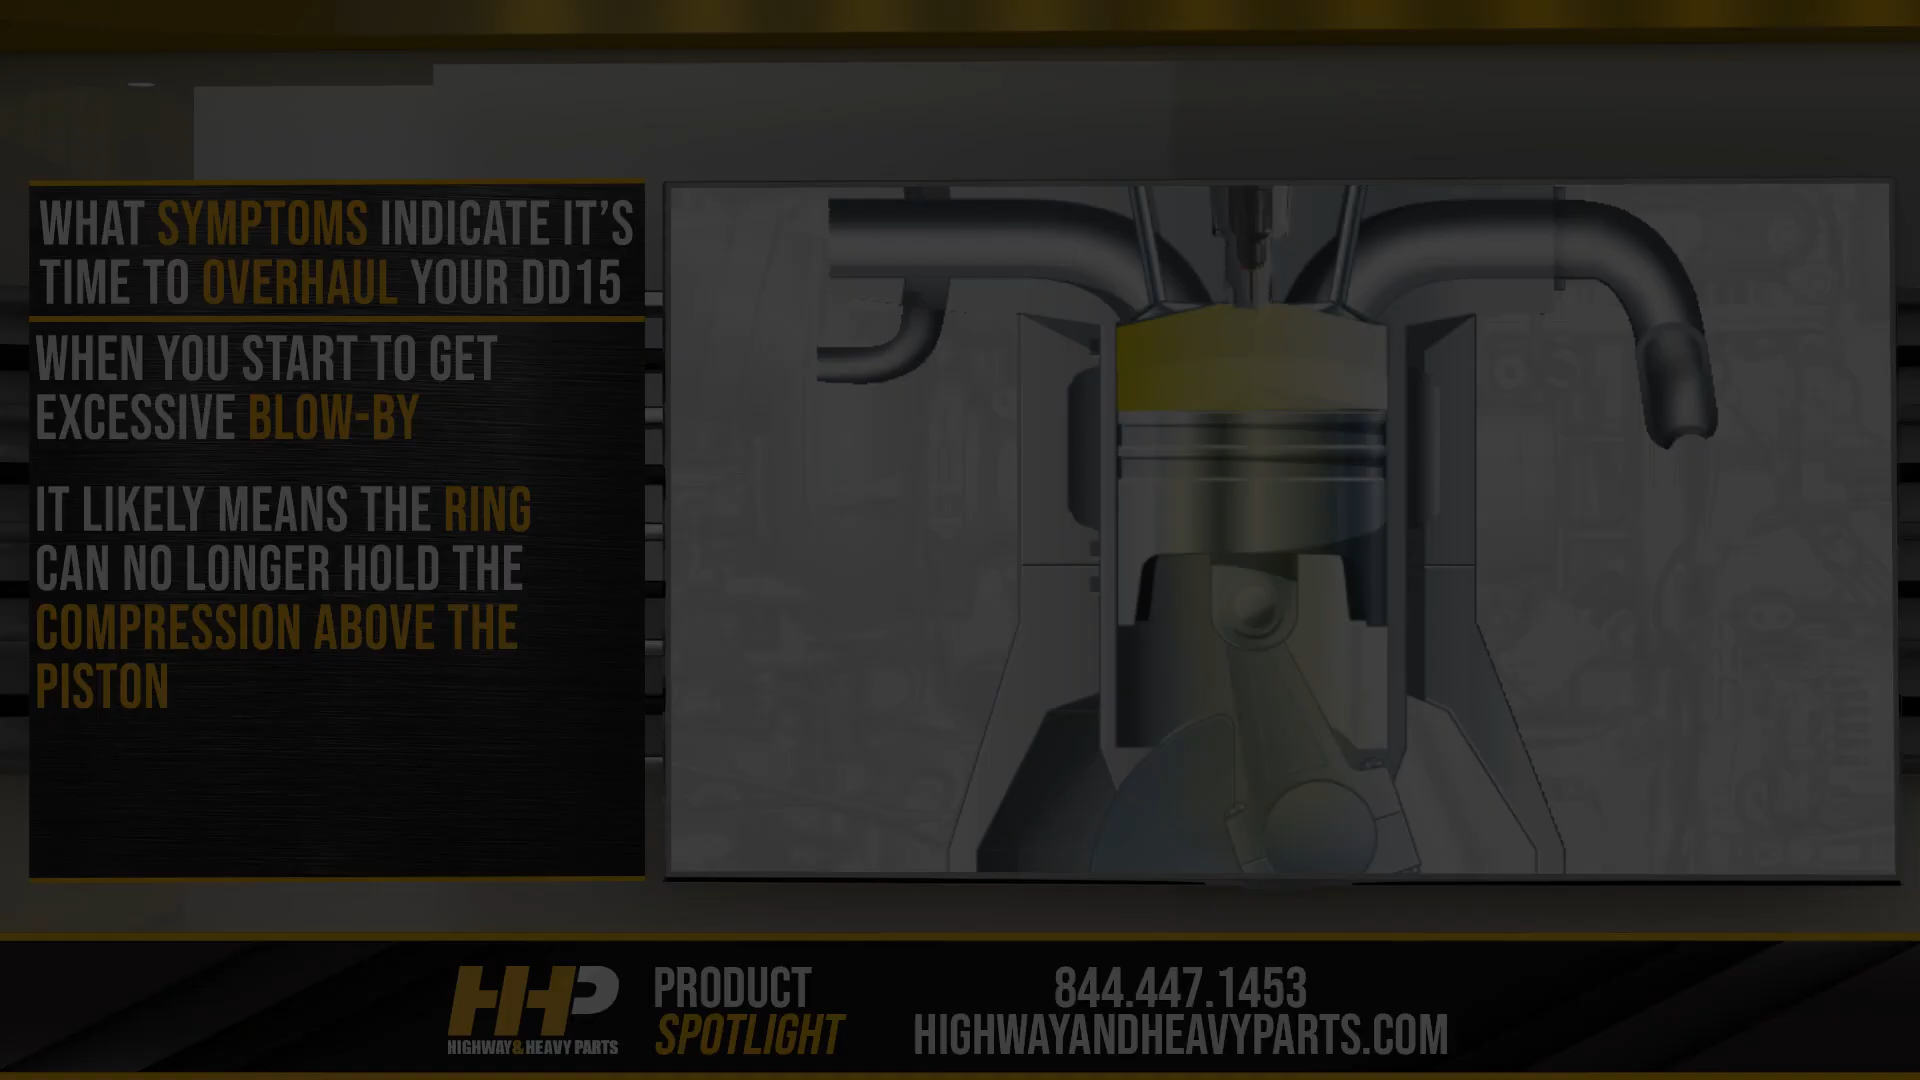 WHAT SYMPTOMS INDICATE IT'S
TIME TO OVERHAUL YOUR DD15
WHEN YOU START TO GET
EXCESSIVE BLOW-BY
IT LIKELY MEANS THE RING
CAN NO LONGER HOLD THE
COMPRESSION ABOVE THE
PISTON
HHP
HIGHWAY&HEAVY PARTS
PRODUCT
SPOTLIGHT
844.447.1453
HIGHWAYANDHEAVYPARTS.COM